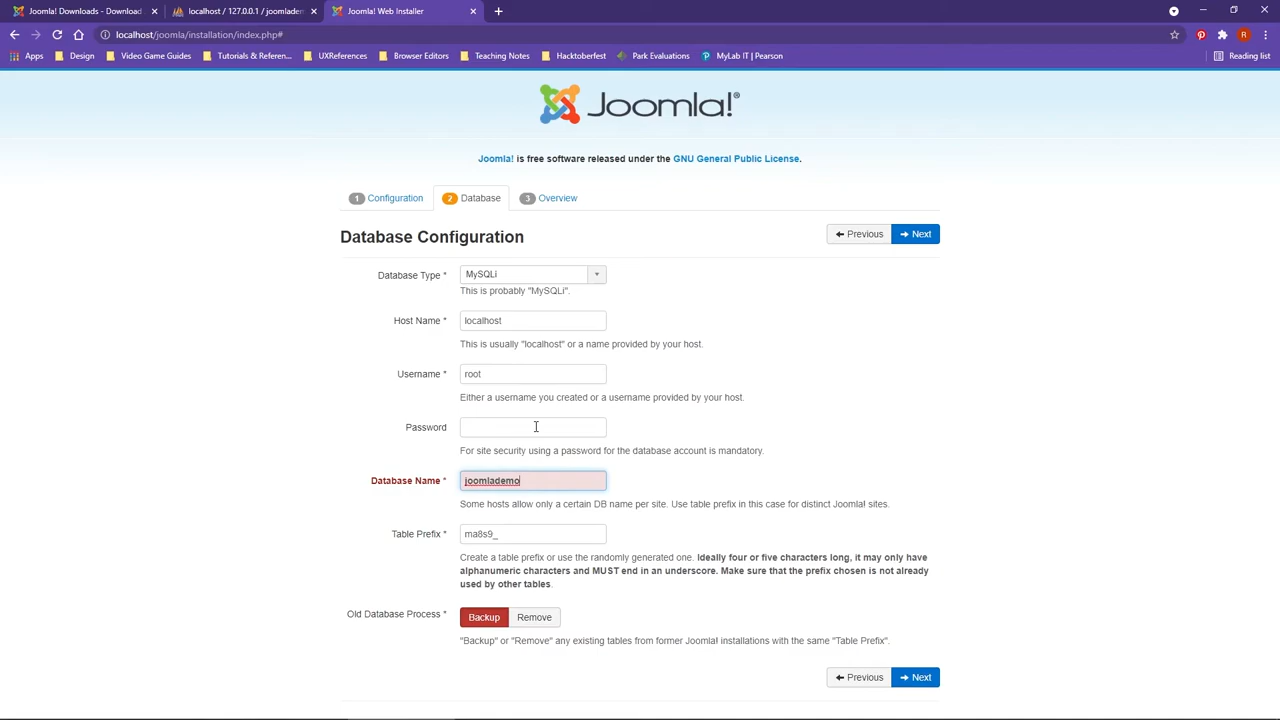 Joomla! Downloads
localhost / 127.0.0.1 / joomlader
Joomla! Web Installer
localhost/joomla/installation/index.php#
R
Apps
Design
Video Game Guides
Tutorials & Referen...
UXReferences
Browser Editors
Teaching Notes
Hacktoberfest
Park Evaluations
MyLab IT | Pearson
Reading list
Joomla!®
Joomla! is free software released under the GNU General Public License.
1 Configuration
2 Database
3 Overview
Database Configuration
Previous
Next
Database Type *
MySQLi
This is probably "MySQLi".
Host Name *
localhost
This is usually "localhost" or a name provided by your host.
Username *
root
Either a username you created or a username provided by your host.
Password
For site security using a password for the database account is mandatory.
Database Name *
joomlademo
Some hosts allow only a certain DB name per site. Use table prefix in this case for distinct Joomla! sites.
Table Prefix *
ma8s9_
Create a table prefix or use the randomly generated one. Ideally four or five characters long, it may only have
alphanumeric characters and MUST end in an underscore. Make sure that the prefix chosen is not already
used by other tables.
Old Database Process *
Backup
Remove
"Backup" or "Remove" any existing tables from former Joomla! installations with the same "Table Prefix".
Previous
Next